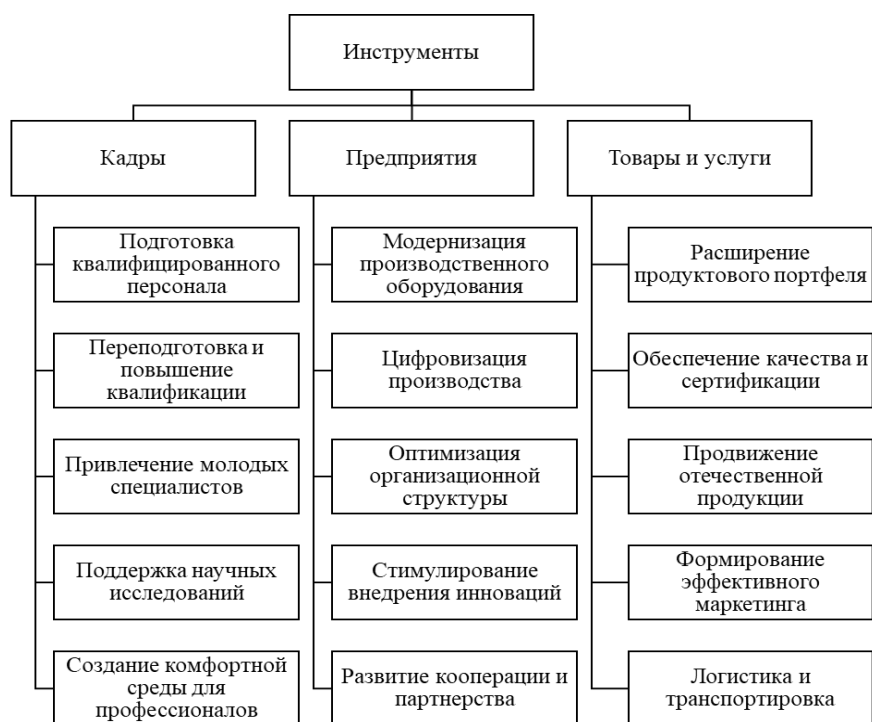 Инструменты
Кадры
Предприятия
Товары и услуги
Подготовка
квалифицированного
персонала
Переподготовка и
повышение
квалификации
Привлечение молодых
специалистов
Поддержка научных
исследований
Создание комфортной
среды для
профессионалов
Модернизация
производственного
оборудования
Цифровизация
производства
Оптимизация
организационной
структуры
Стимулирование
внедрения инноваций
Развитие кооперации и
партнерства
Расширение
продуктового портфеля
Обеспечение качества и
сертификации
Продвижение
отечественной
продукции
Формирование
эффективного
маркетинга
Логистика и
транспортировка